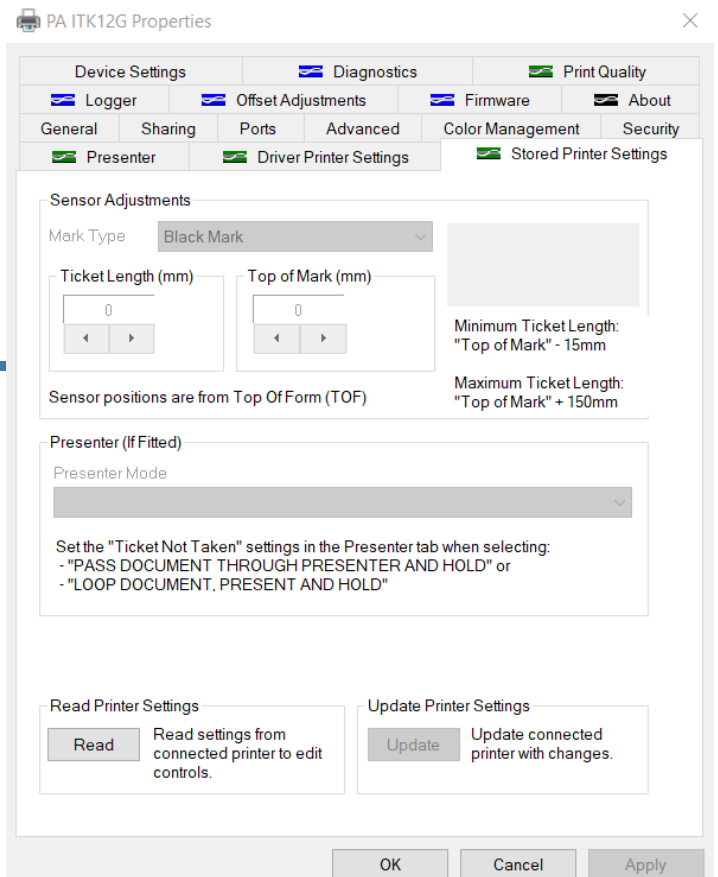 PA ITK12G Properties
Device Settings
Diagnostics
Print Quality
Logger
Offset Adjustments
Firmware
About
General
Sharing
Ports
Advanced
Color Management
Security
Presenter
Driver Printer Settings
Stored Printer Settings
Sensor Adjustments
Mark Type
Black Mark
Ticket Length (mm)
0
Top of Mark (mm)
0
Minimum Ticket Length:
"Top of Mark" - 15mm
Maximum Ticket Length:
"Top of Mark" + 150mm
Sensor positions are from Top Of Form (TOF)
Presenter (If Fitted)
Presenter Mode
Set the "Ticket Not Taken" settings in the Presenter tab when selecting:
- "PASS DOCUMENT THROUGH PRESENTER AND HOLD" or
- "LOOP DOCUMENT, PRESENT AND HOLD"
Read Printer Settings
Read
Read settings from
connected printer to edit
controls.
Update Printer Settings
Update
Update connected
printer with changes.
OK
Cancel
Apply